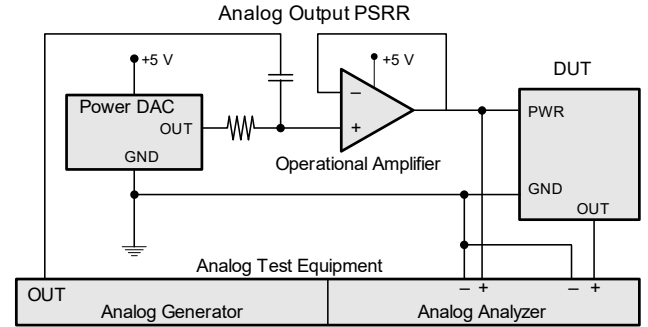 Analog Output PSRR
+5 V
+5 V
DUT
Power DAC
OUT
GND
−
+
Operational Amplifier
PWR
GND
OUT
Analog Test Equipment
− +
− +
OUT
Analog Generator
Analog Analyzer